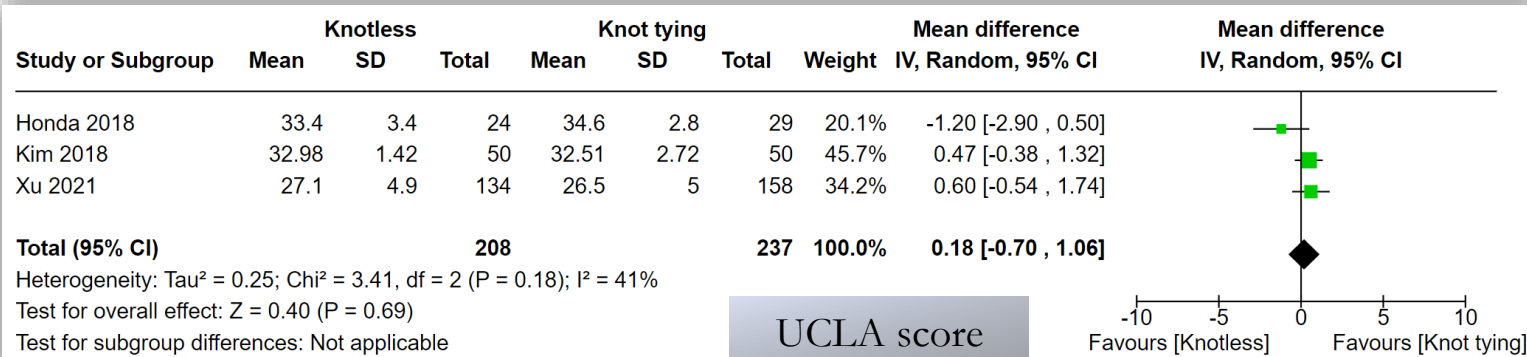 Knotless Knot tying Mean difference Mean difference
Study or Subgroup Mean SD Total Mean SD Total Weight IV, Random, 95% CI IV, Random, 95% CI
Honda 2018 33.4 3.4 24 34.6 2.8 29 20.1% -1.20 [-2.90 , 0.50]
Kim 2018 32.98 1.42 50 32.51 2.72 50 45.7% 0.47 [-0.38 , 1.32]
Xu 2021 27.1 4.9 134 26.5 5 158 34.2% 0.60 [-0.54 , 1.74]
Total (95% CI) 208 237 100.0% 0.18 [-0.70 , 1.06]
Heterogeneity: Tau² = 0.25; Chi² = 3.41, df = 2 (P = 0.18); I² = 41%
Test for overall effect: Z = 0.40 (P = 0.69)
Test for subgroup differences: Not applicable
UCLA score
-10 -5 0 5 10
Favours [Knotless] Favours [Knot tying]